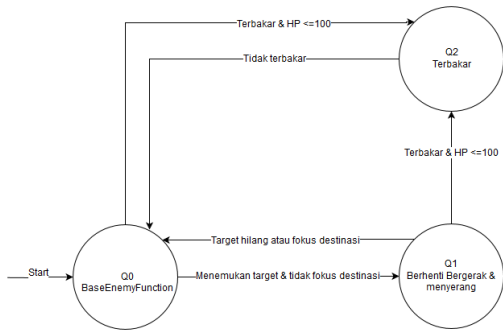 Terbakar & HP <=100
Q2
Terbakar
Tidak terbakar
Terbakar & HP <=100
Target hilang atau fokus destinasi
Start
Q0
BaseEnemyFunction
Menemukan target & tidak fokus destinasi
Q1
Berhenti Bergerak &
menyerang